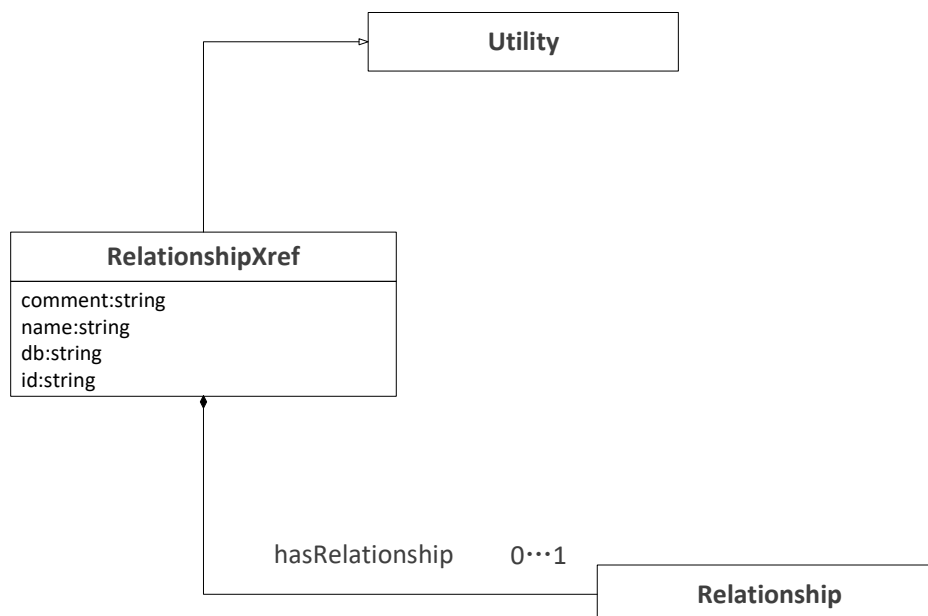 Utility
RelationshipXref
comment:string
name:string
db:string
id:string
hasRelationship 0···1
Relationship